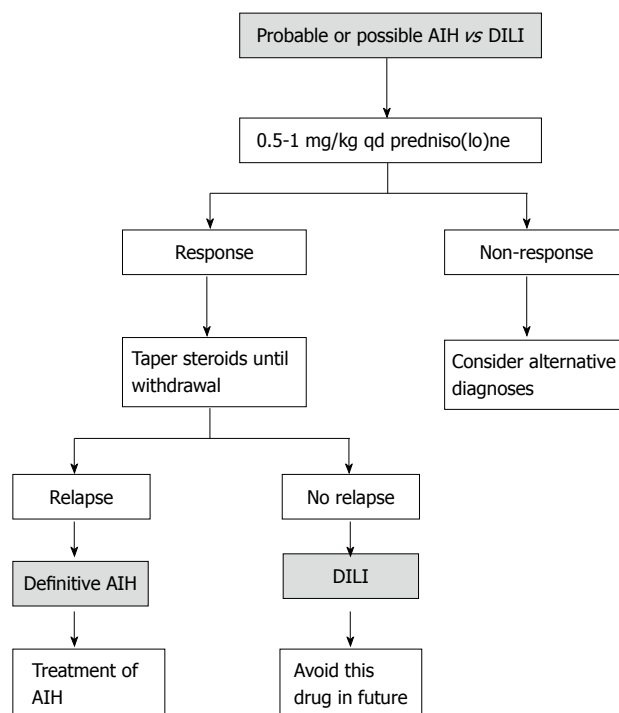 Probable or possible AIH vs DILI
0.5-1 mg/kg qd predniso(lo)ne
Response
Non-response
Taper steroids until
withdrawal
Consider alternative
diagnoses
Relapse
No relapse
Definitive AIH
DILI
Treatment of
AIH
Avoid this
drug in future